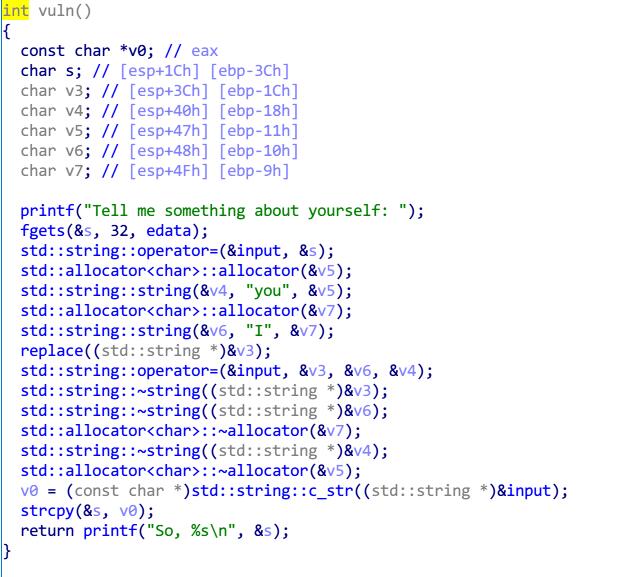 int vuln()
{
  const char *v0; // eax
  char s; // [esp+1Ch] [ebp-3Ch]
  char v3; // [esp+3Ch] [ebp-1Ch]
  char v4; // [esp+40h] [ebp-18h]
  char v5; // [esp+47h] [ebp-11h]
  char v6; // [esp+48h] [ebp-10h]
  char v7; // [esp+4Fh] [ebp-9h]

  printf("Tell me something about yourself: ");
  fgets(&s, 32, edata);
  std::string::operator=(&input, &s);
  std::allocator<char>::allocator(&v5);
  std::string::string(&v4, "you", &v5);
  std::allocator<char>::allocator(&v7);
  std::string::string(&v6, "I", &v7);
  replace((std::string *)&v3);
  std::string::operator=(&input, &v3, &v6, &v4);
  std::string::~string((std::string *)&v3);
  std::string::~string((std::string *)&v6);
  std::allocator<char>::~allocator(&v7);
  std::string::~string((std::string *)&v4);
  std::allocator<char>::~allocator(&v5);
  v0 = (const char *)std::string::c_str((std::string *)&input);
  strcpy(&s, v0);
  return printf("So, %s\n", &s);
}